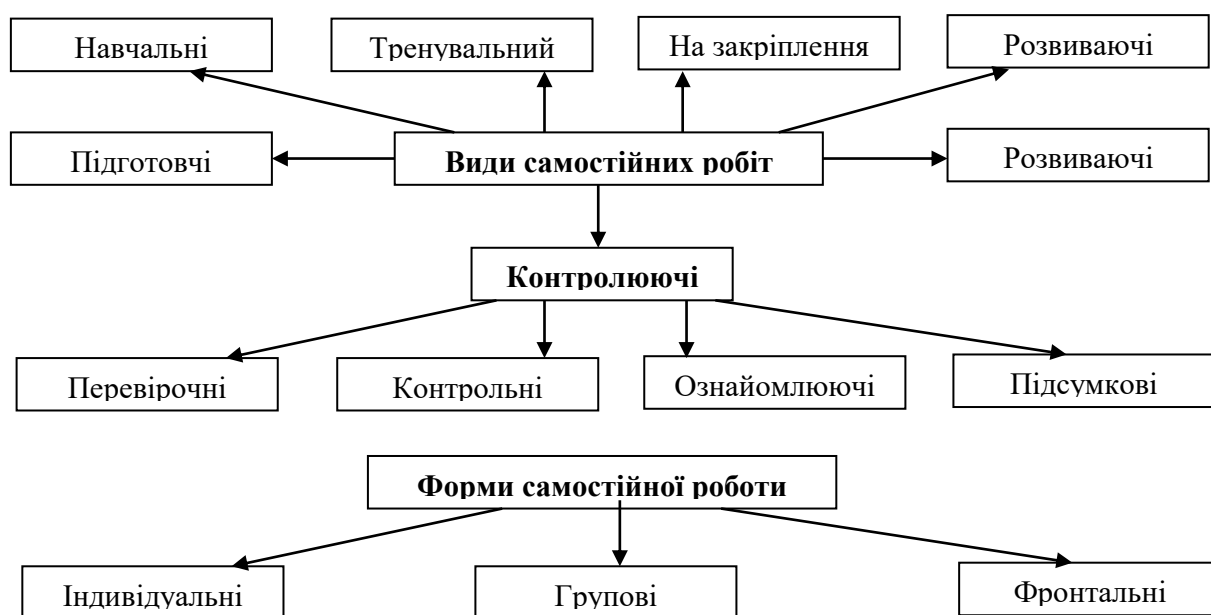 Навчальні
Тренувальний
На закріплення
Розвиваючі
Підготовчі
Види самостійних робіт
Розвиваючі
Контролюючі
Перевірочні
Контрольні
Ознайомлюючі
Підсумкові
Форми самостійної роботи
Індивідуальні
Групові
Фронтальні